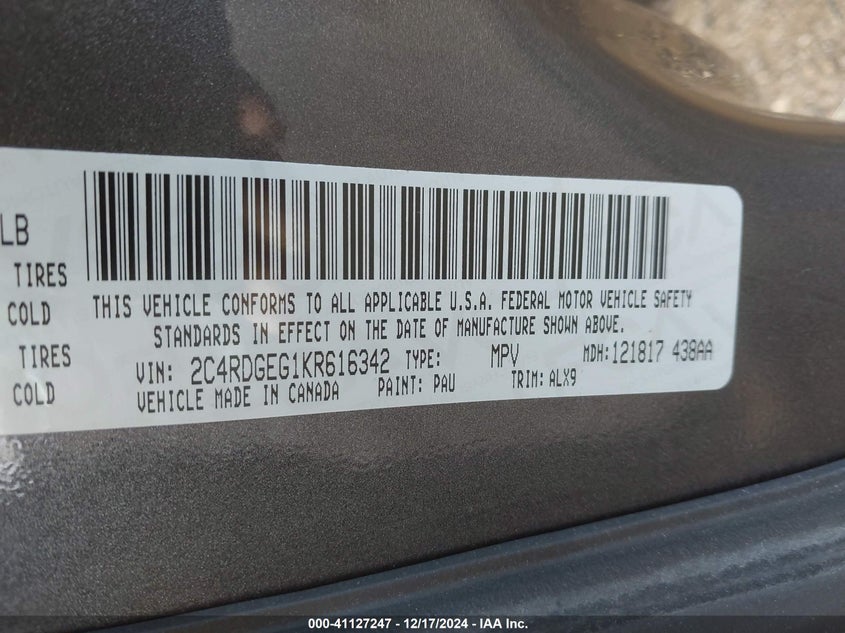 LB
TIRES
COLD
TIRES
COLD
THIS VEHICLE CONFORMS TO ALL APPLICABLE U.S.A. FEDERAL MOTOR VEHICLE SAFETY
STANDARDS IN EFFECT ON THE DATE OF MANUFACTURE SHOWN ABOVE.
VIN: 2C4RDGEG1KR616342 TYPE: MPV MDH:121817 438AA
VEHICLE MADE IN CANADA PAINT: PAU TRIM: ALX9
000-41127247 - 12/17/2024 - IAA Inc.